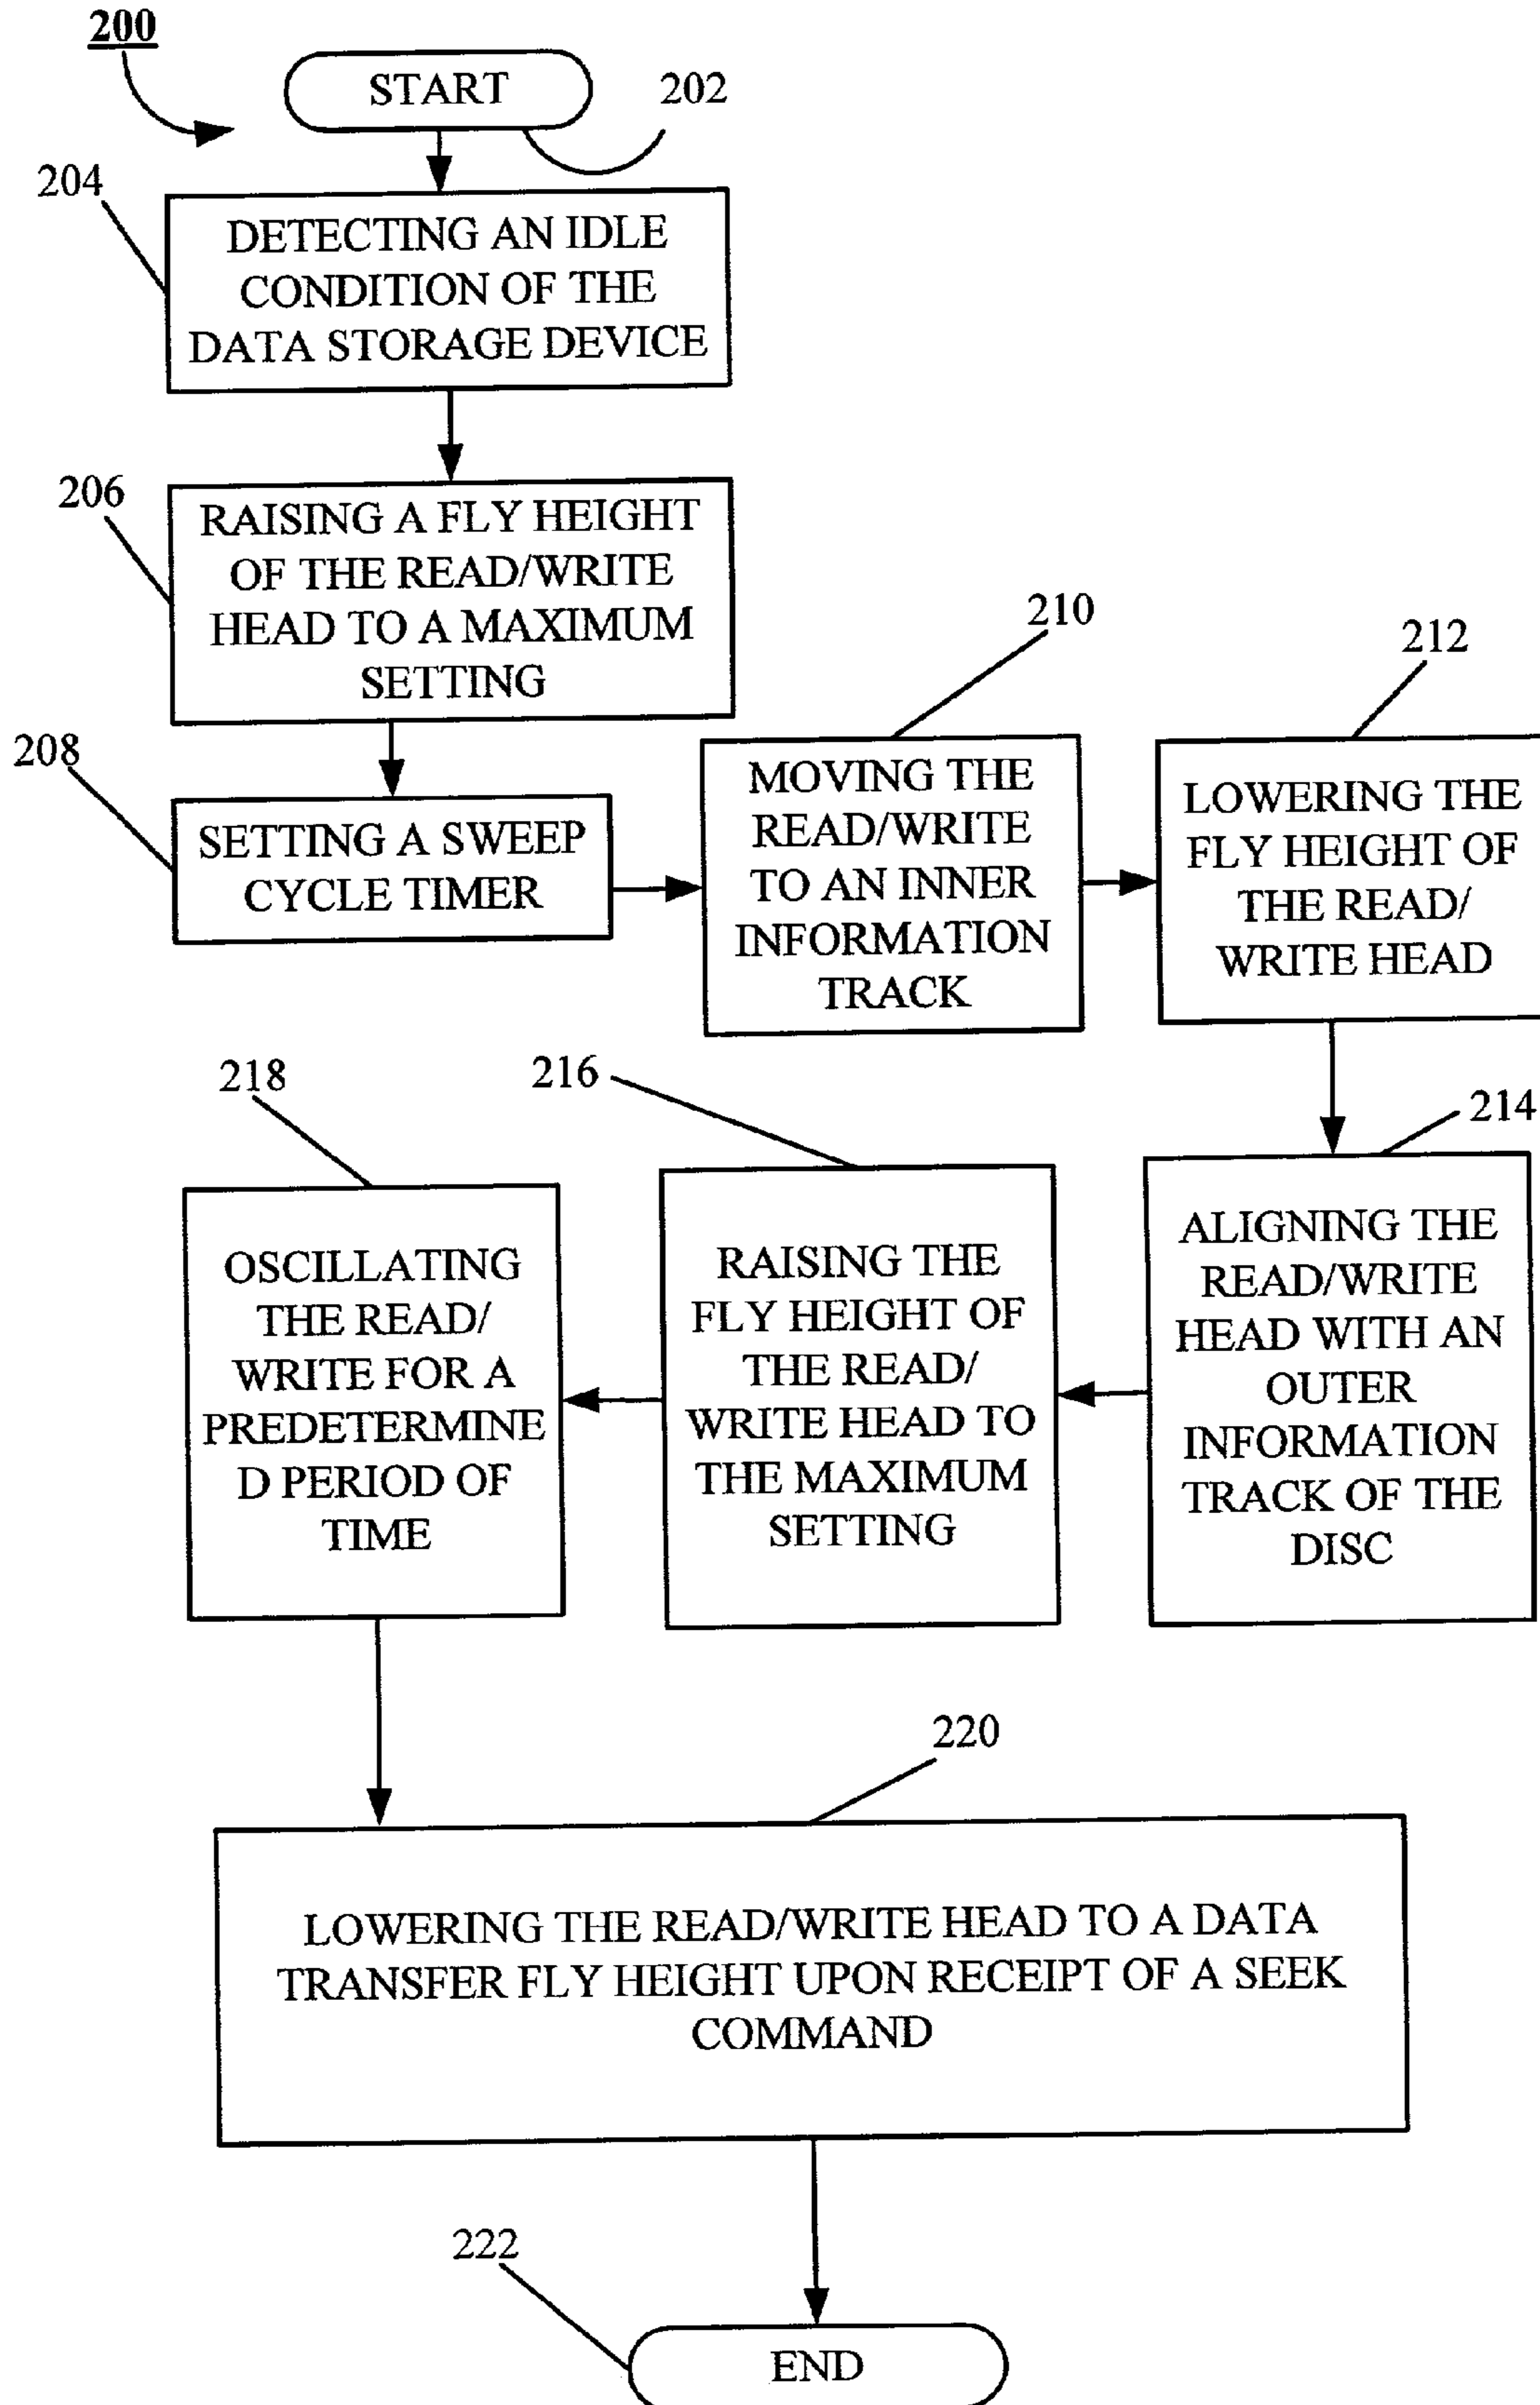 200
START
202
204
DETECTING AN IDLE
CONDITION OF THE
DATA STORAGE DEVICE
206
RAISING A FLY HEIGHT
OF THE READ/WRITE
HEAD TO A MAXIMUM
SETTING
208
SETTING A SWEEP
CYCLE TIMER
210
MOVING THE
READ/WRITE
TO AN INNER
INFORMATION
TRACK
212
LOWERING THE
FLY HEIGHT OF
THE READ/
WRITE HEAD
214
ALIGNING THE
READ/WRITE
HEAD WITH AN
OUTER
INFORMATION
TRACK OF THE
DISC
216
RAISING THE
FLY HEIGHT OF
THE READ/
WRITE HEAD TO
THE MAXIMUM
SETTING
218
OSCILLATING
THE READ/
WRITE FOR A
PREDETERMINE
D PERIOD OF
TIME
220
LOWERING THE READ/WRITE HEAD TO A DATA
TRANSFER FLY HEIGHT UPON RECEIPT OF A SEEK
COMMAND
222
END